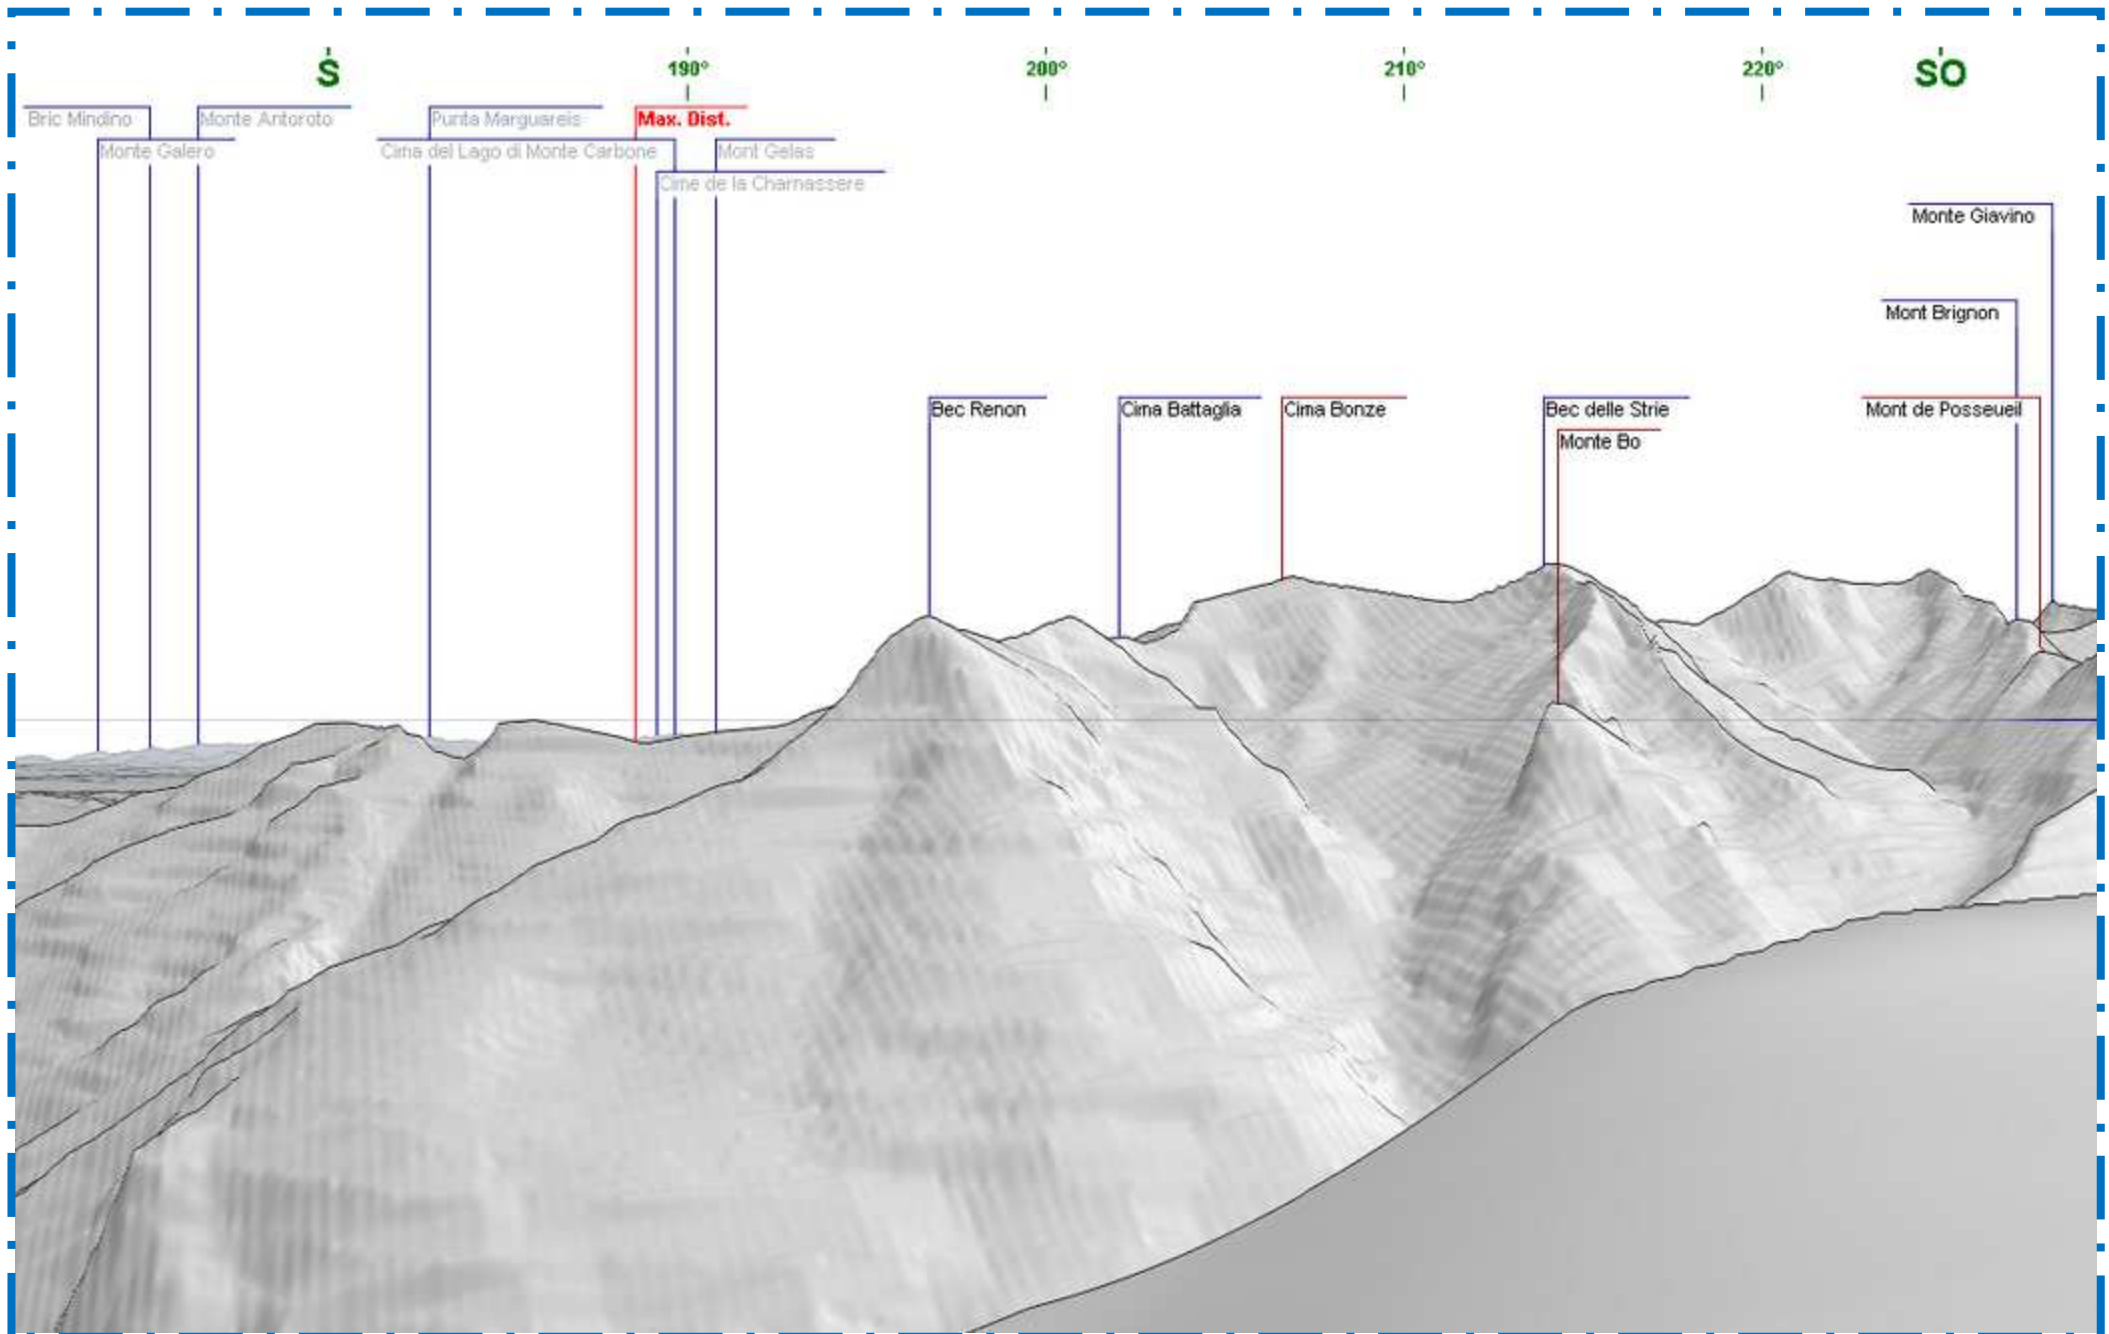 S 190° 200° 210° 220° SO
Bric Mindino Monte Antoroto Punta Marguareis Max. Dist.
Monte Galero Cima del Lago di Monte Carbone Mont Gelas
Cime de la Charnassere
Monte Giavino
Mont Brignon
Bec Renon Cima Battaglia Cima Bonze Bec delle Strie Mont de Posseueil
Monte Bo